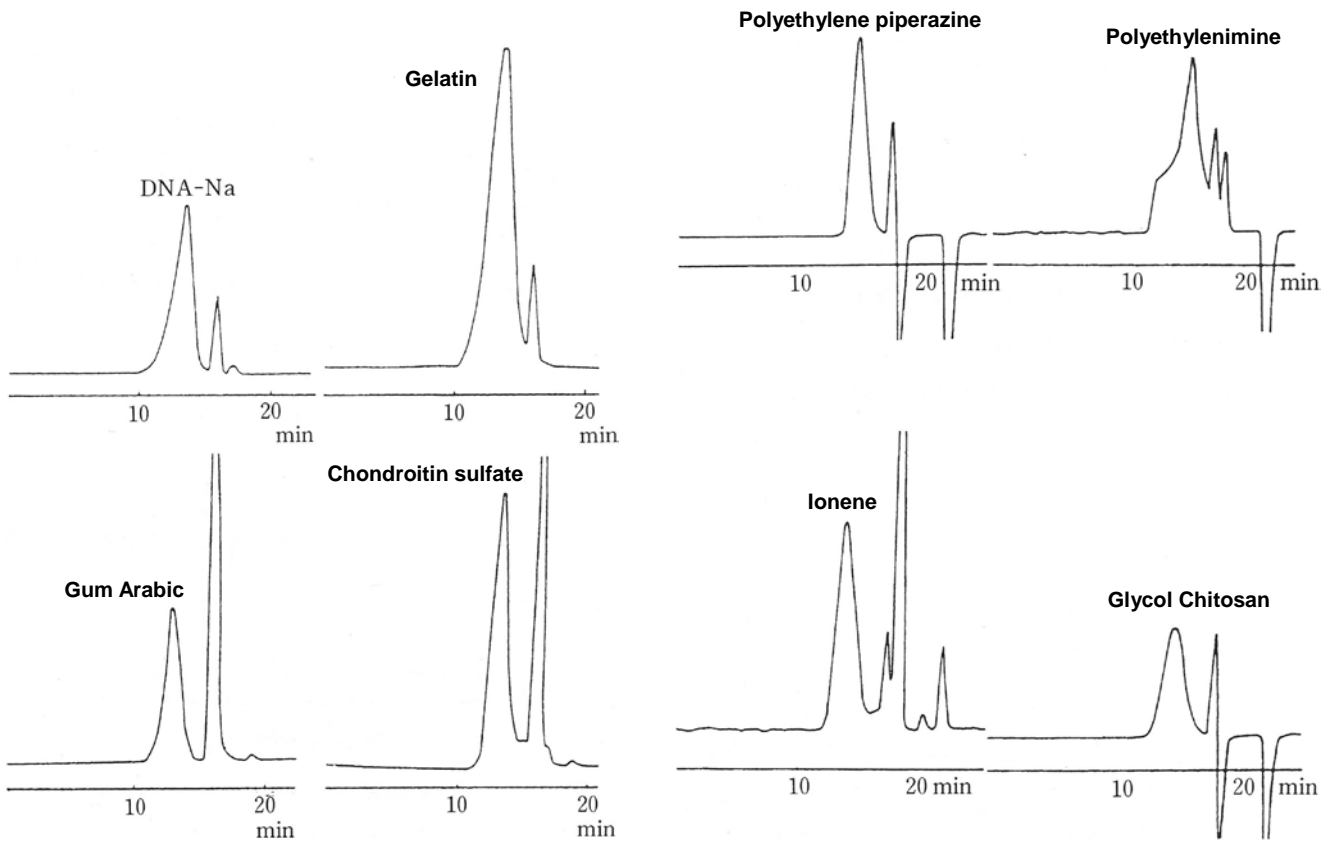 Polyethylene piperazine
Polyethylenimine
Gelatin
DNA-Na
10 20 min
10 20 min
10 20
min
10 20
min
Chondroitin sulfate
Ionene
Gum Arabic
Glycol Chitosan
10 20 min
10 20 min
10 20
min
10 20
min